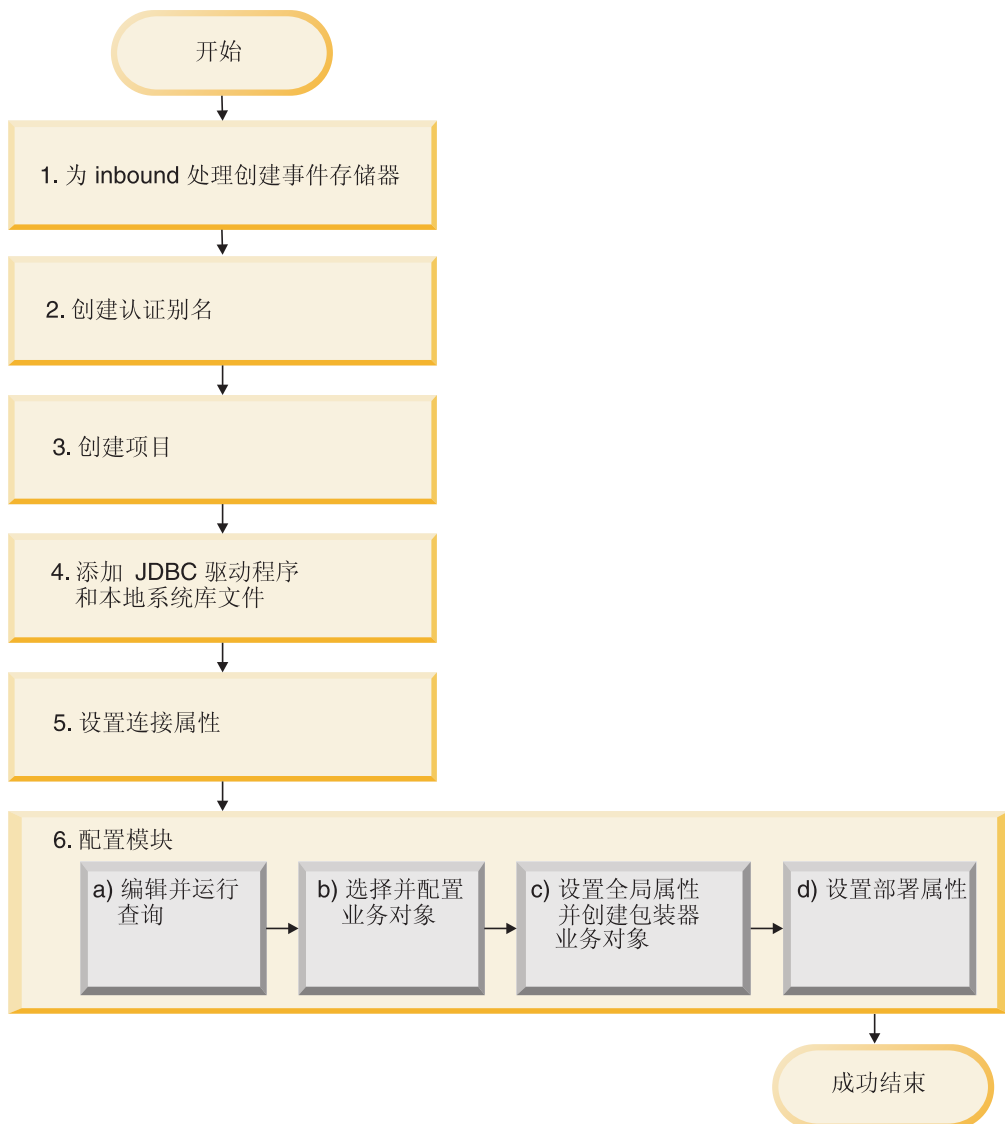 开始
1. 为 inbound 处理创建事件存储器
2. 创建认证别名
3. 创建项目
4. 添加 JDBC 驱动程序
和本地系统库文件
5. 设置连接属性
6. 配置模块
a) 编辑并运行
查询
b) 选择并配置
业务对象
c) 设置全局属性
并创建包装器
业务对象
d) 设置部署属性
成功结束